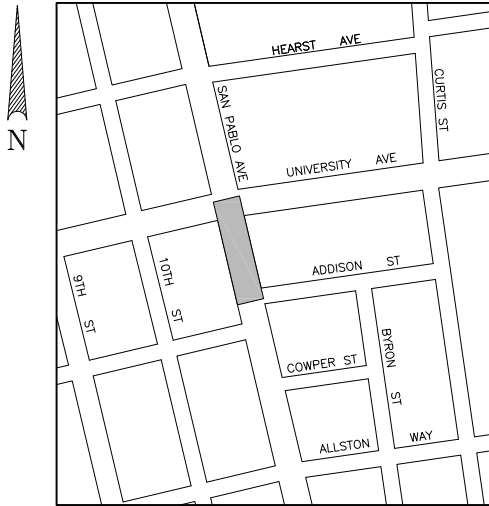 HEARST AVE
SAN PABLO AVE
CURTIS ST
N
UNIVERSITY AVE
ADDISON ST
10TH ST
9TH ST
BYRON ST
COWPER ST
ALLSTON WAY